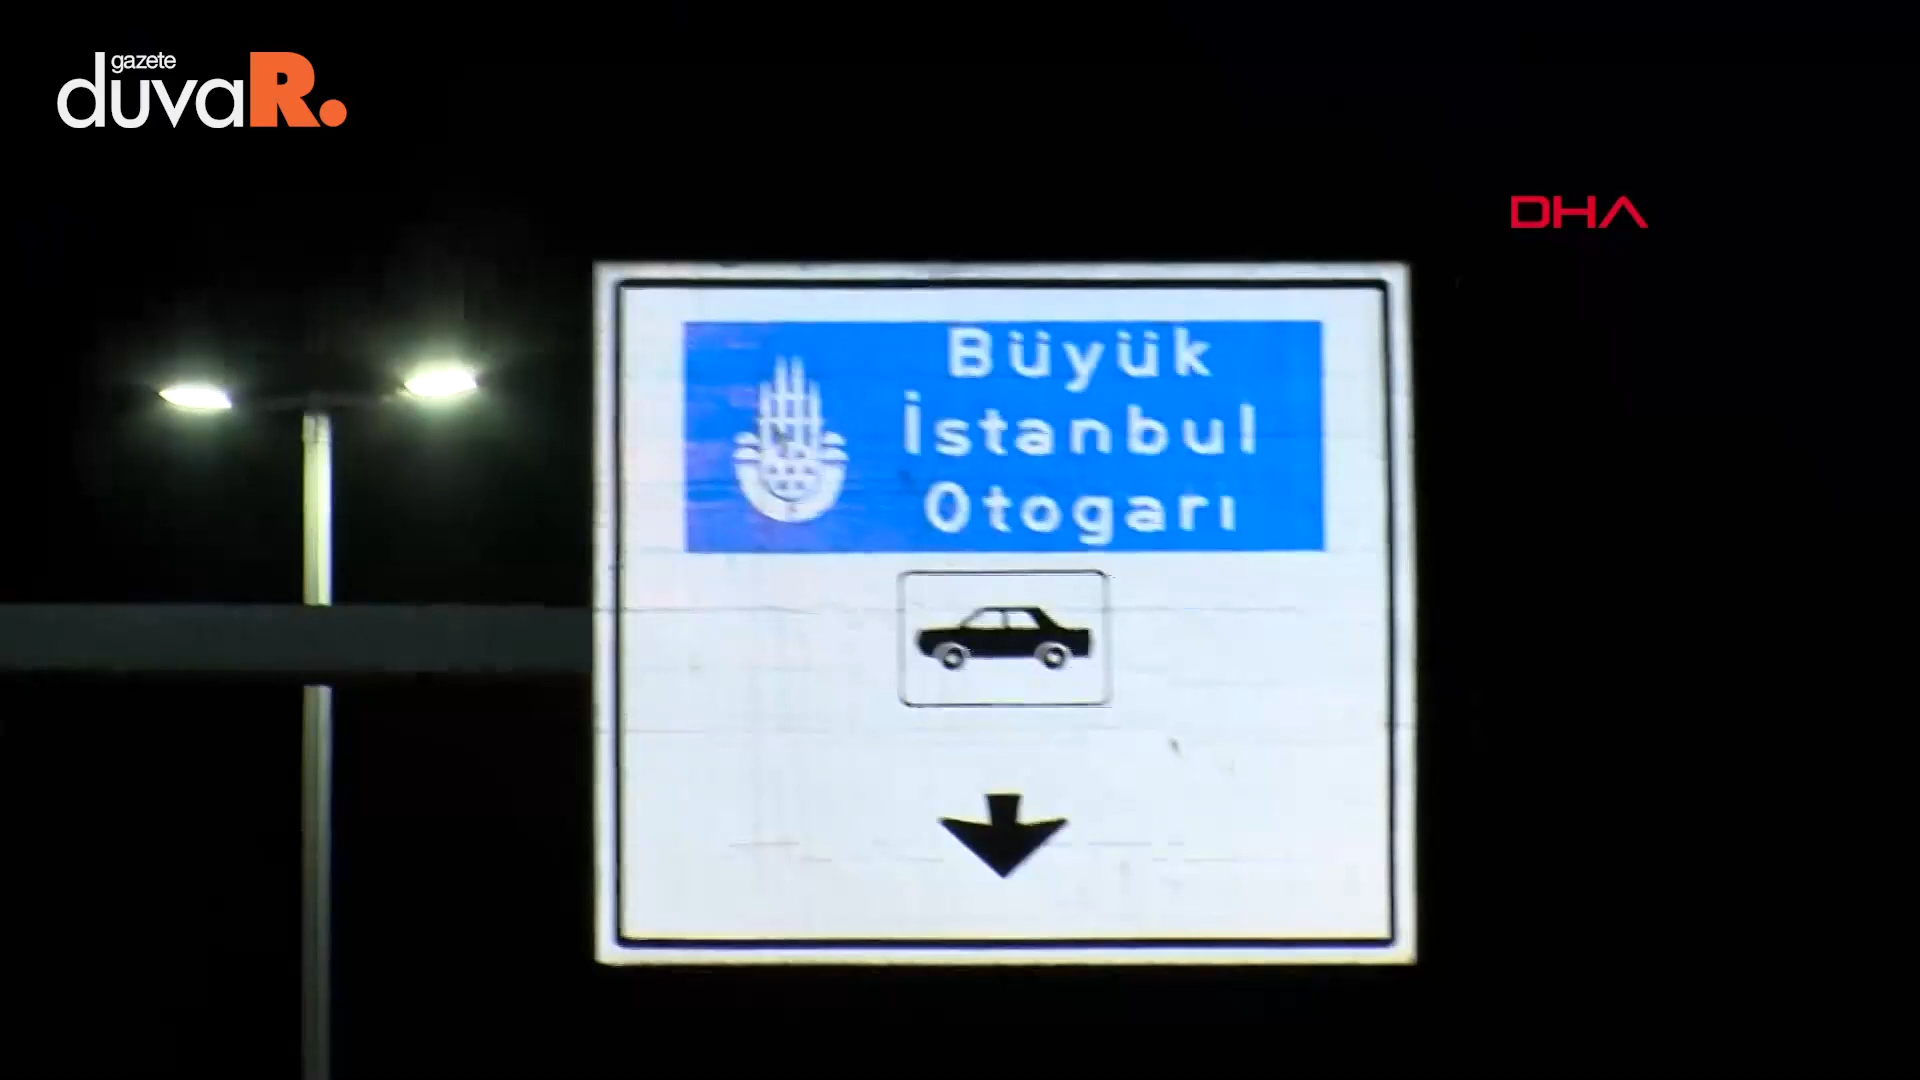 gazete
duvaR.
DHA
Büyük
İstanbul
Otogarı